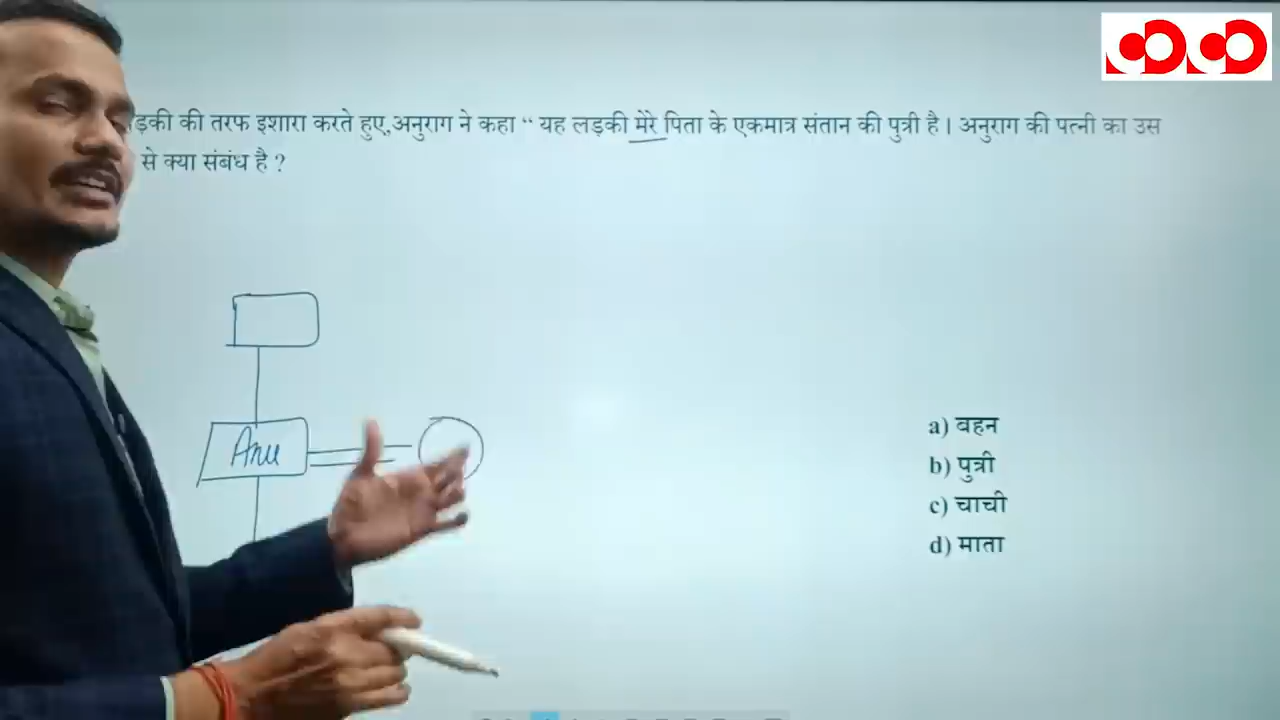 की तरफ इशारा करते हुए,अनुराग ने कहा “ यह लड़की मेरे पिता के एकमात्र संतान की पुत्री है । अनुराग की पत्नी का उस
से क्या संबंध है ?
Anu
a) बहन
b) पुत्री
c) चाची
d) माता